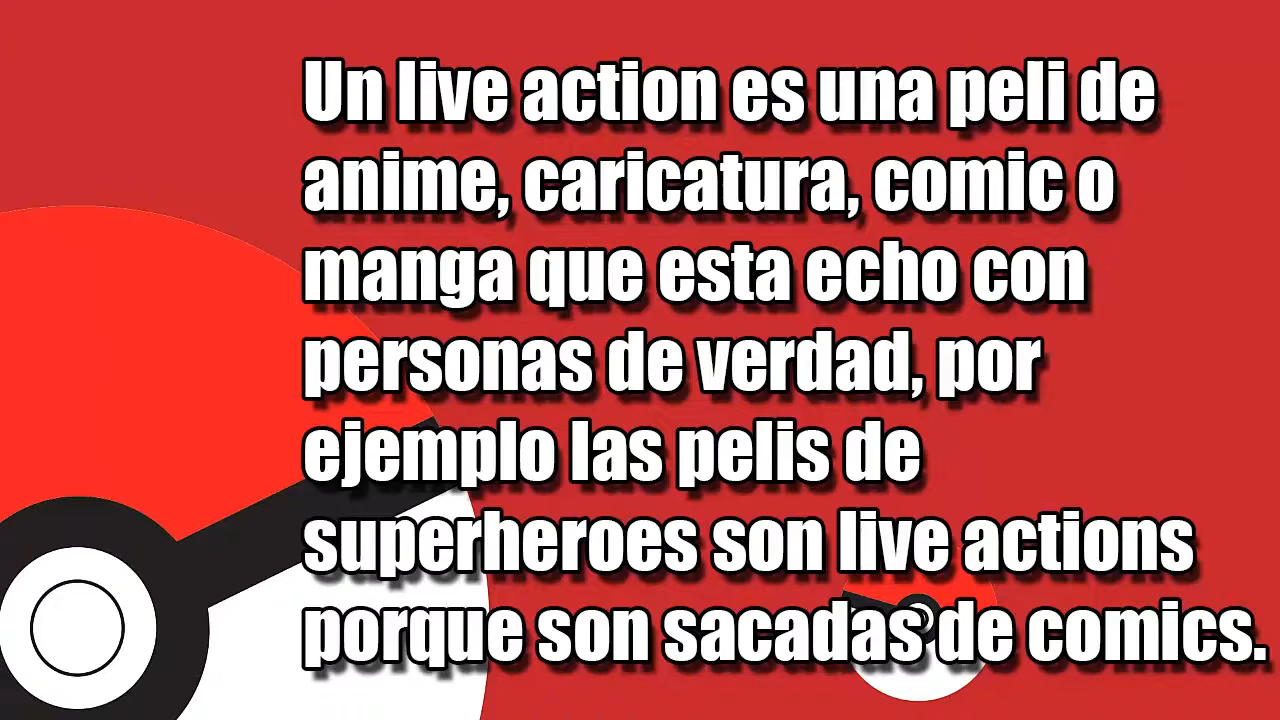 Un live action es una peli de
anime, caricatura, comic o
manga que esta echo con
personas de verdad, por
ejemplo las pelis de
superheroes son live actions
porque son sacadas de comics.